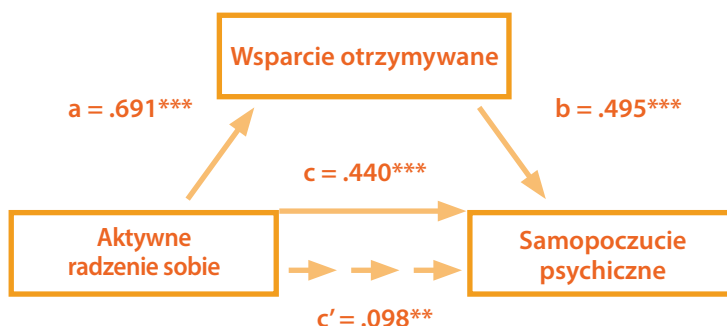 Wsparcie otrzymywane
a = .691***
b = .495***
c = .440***
Aktywne
radzenie sobie
Samopoczucie
psychiczne
c’ = .098**